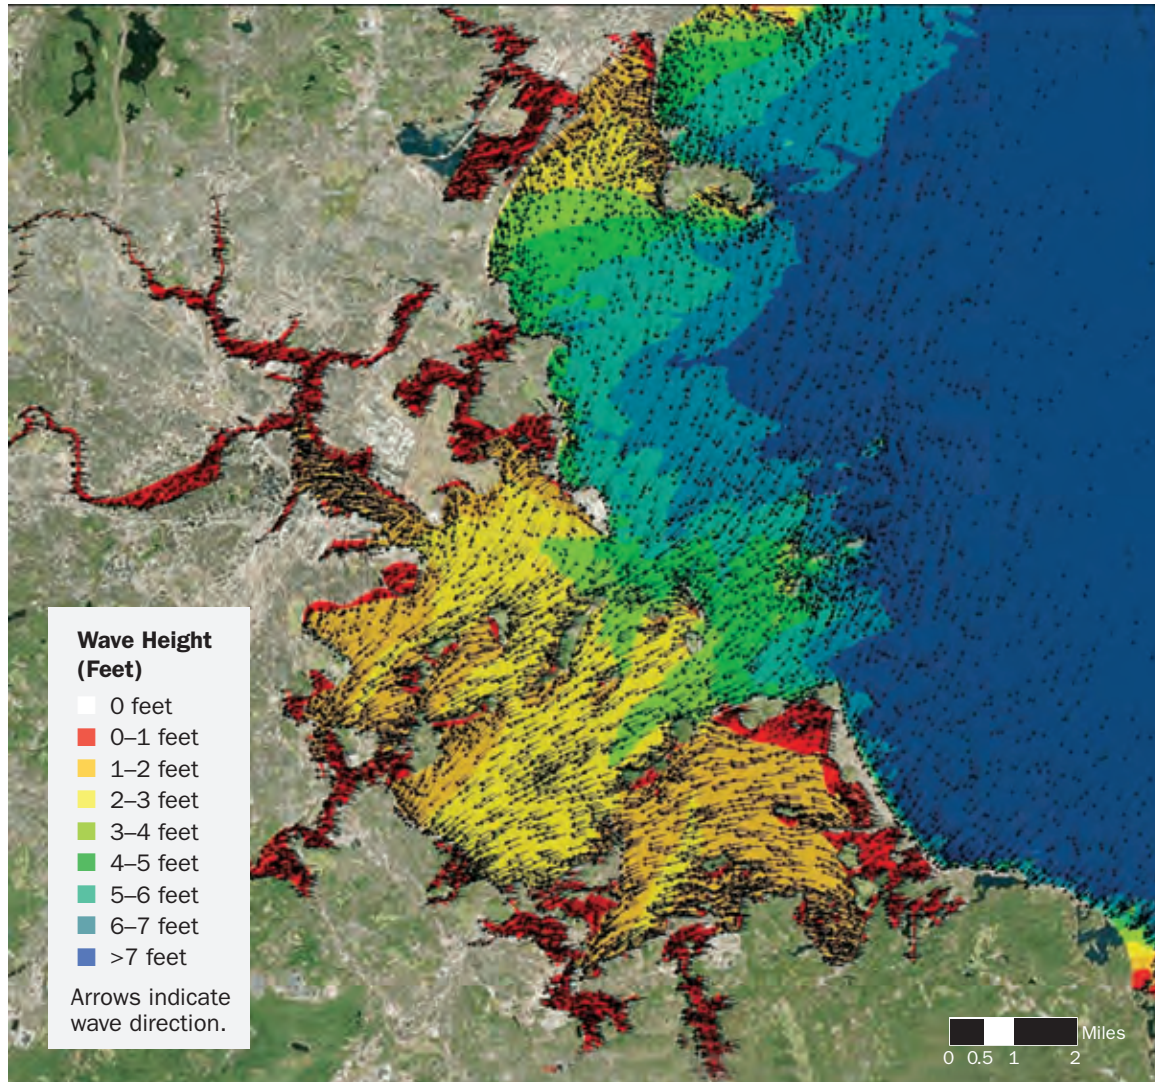 Wave Height
(Feet)
0 feet
0–1 feet
1–2 feet
2–3 feet
3–4 feet
4–5 feet
5–6 feet
6–7 feet
>7 feet
Arrows indicate
wave direction.
Miles
0 0.5 1 2